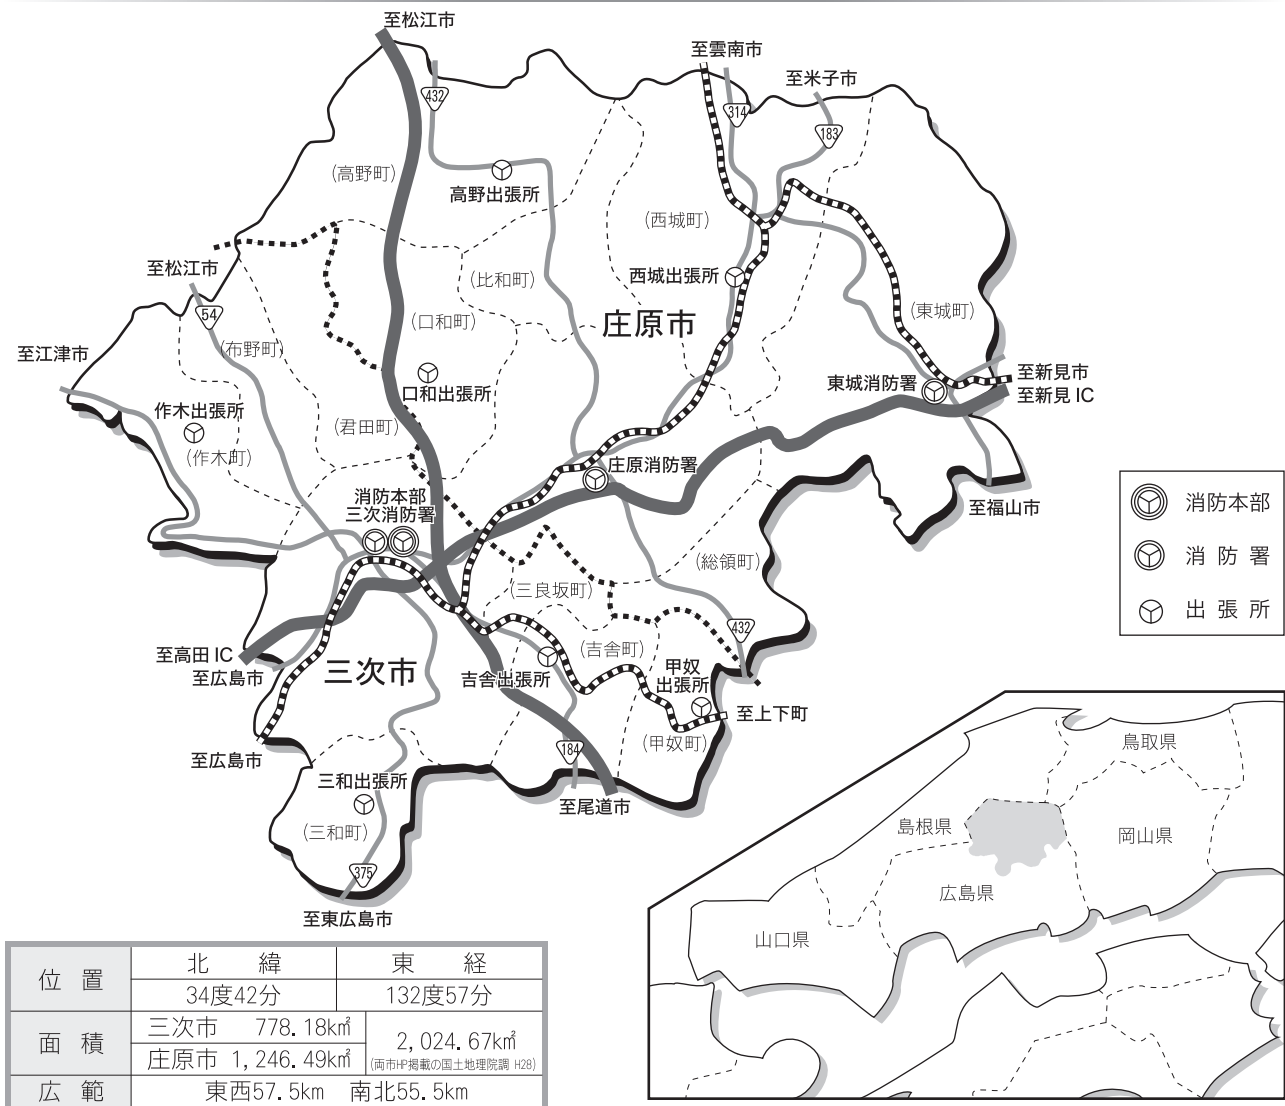 至松江市
至雲南市
至米子市
432
314
183
(高野町)
高野出張所
(西城町)
至松江市
西城出張所
(比和町)
54
(口和町)
庄原市
(東城町)
(布野町)
至江津市
口和出張所
東城消防署
至新見市
至新見IC
作木出張所
(君田町)
(作木町)
庄原消防署
消防本部
三次消防署
至福山市
消防本部
消防署
出張所
(総領町)
(三良坂町)
432
(吉舎町)
至高田IC
至広島市
三次市
吉舎出張所
甲奴
出張所
至上下町
(甲奴町)
184
至広島市
三和出張所
至尾道市
(三和町)
375
至東広島市
鳥取県
島根県
岡山県
広島県
山口県
位置 北緯 東経
34度42分 132度57分
面積 三次市 778.18k㎡ 2,024.67k㎡
庄原市 1,246.49k㎡ (両市HP掲載の国土地理院調 H28)
広範 東西57.5km 南北55.5km